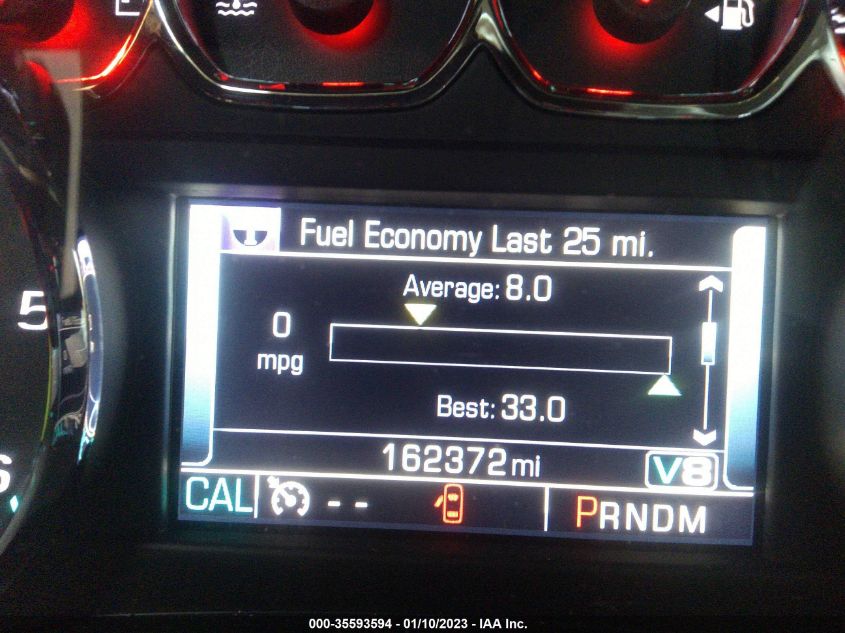 Fuel Economy Last 25 mi.
Average: 8.0
5
0
mpg
Best: 33.0
162372 mi
V8
6
CAL
--
PRNDM
000-35593594 - 01/10/2023 - IAA Inc.